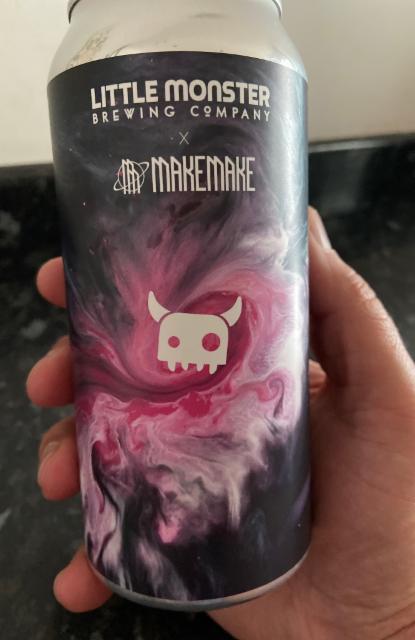 LITTLE MONSTER
BREWING COMPANY
X
MAKEMAKE